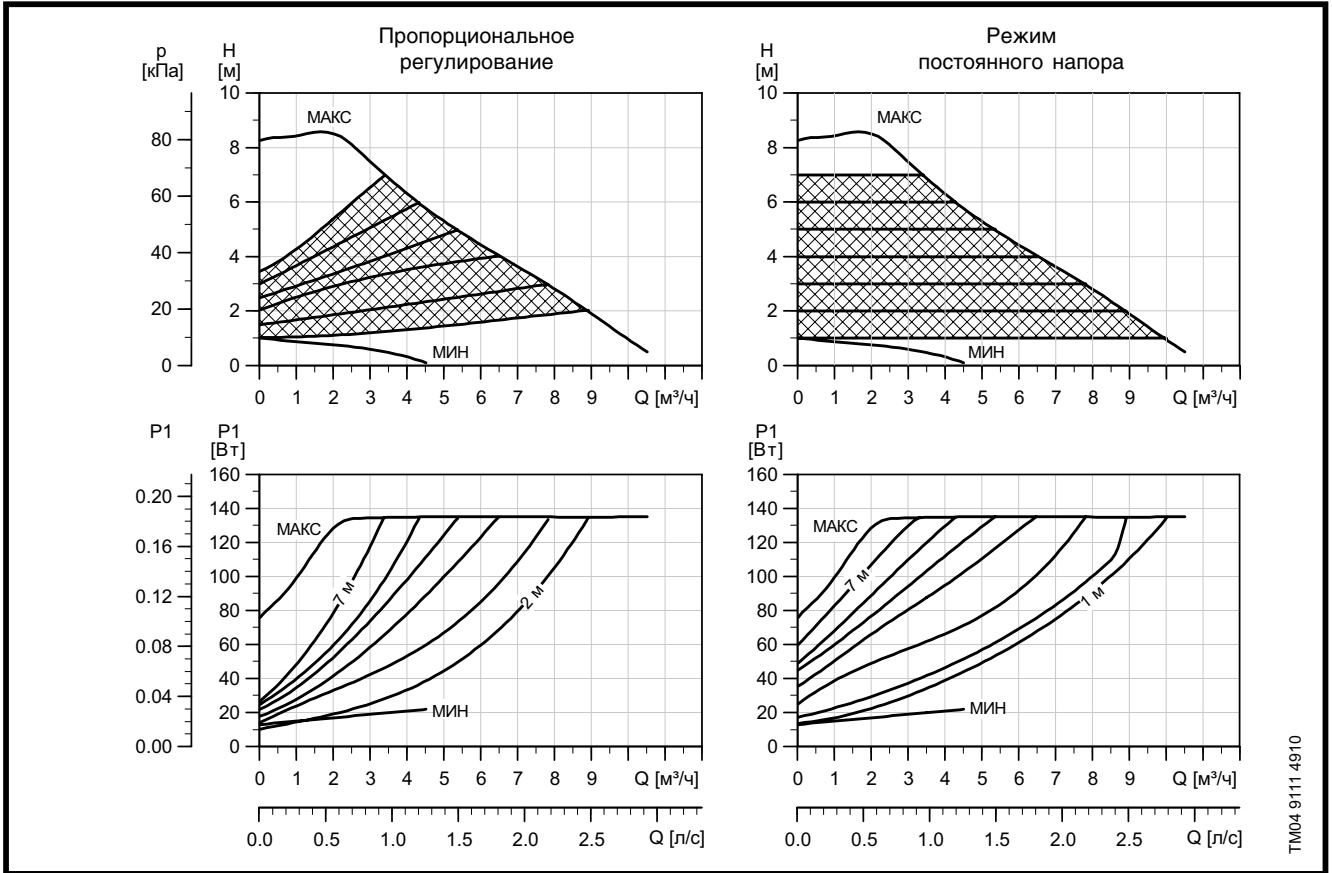 Пропорциональное
регулирование
p
[кПа]
H
[м]
10
8
6
4
2
0
80
60
40
20
0
МАКС
МИН
0 1 2 3 4 5 6 7 8 9 Q [м³/ч]
Режим
постоянного напора
H
[м]
10
8
6
4
2
0
МАКС
МИН
0 1 2 3 4 5 6 7 8 9 Q [м³/ч]
P1
P1
[Вт]
0.20
0.16
0.12
0.08
0.04
0.00
160
140
120
100
80
60
40
20
0
МАКС
7 м
2 м
МИН
0 1 2 3 4 5 6 7 8 9 Q [м³/ч]
0.0 0.5 1.0 1.5 2.0 2.5 Q [л/с]
P1
[Вт]
160
140
120
100
80
60
40
20
0
МАКС
7 м
1 м
МИН
0 1 2 3 4 5 6 7 8 9 Q [м³/ч]
0.0 0.5 1.0 1.5 2.0 2.5 Q [л/с]
TM04 9111 4910